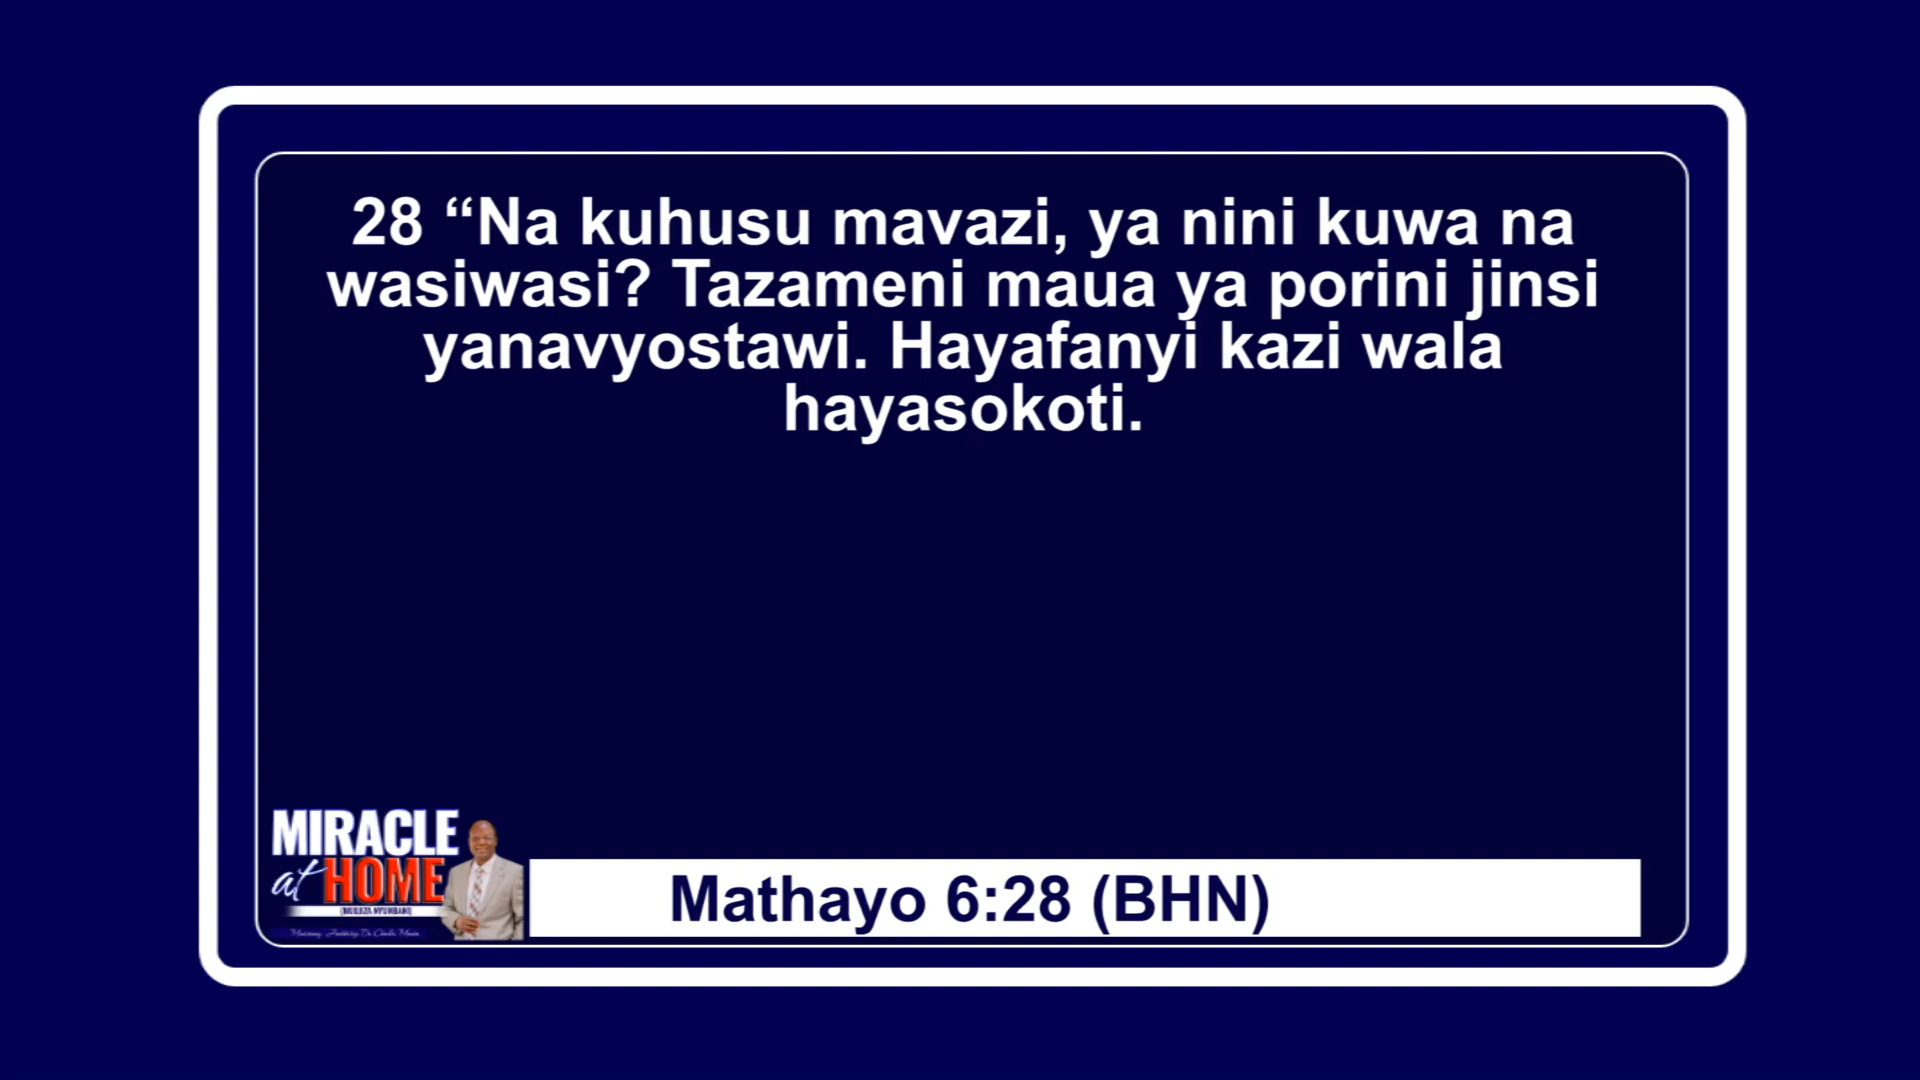 28 “Na kuhusu mavazi, ya nini kuwa na
wasiwasi? Tazameni maua ya porini jinsi
yanavyostawi. Hayafanyi kazi wala
hayasokoti.
MIRACLE
at HOME
Mathayo 6:28 (BHN)